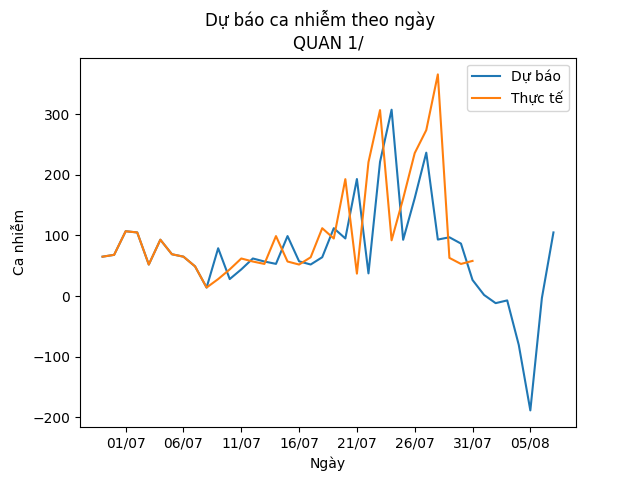 Dự báo ca nhiễm theo ngày
QUAN 1/
Dự báo
Thực tế
Ca nhiễm
300
200
100
0
−100
−200
01/07 06/07 11/07 16/07 21/07 26/07 31/07 05/08
Ngày